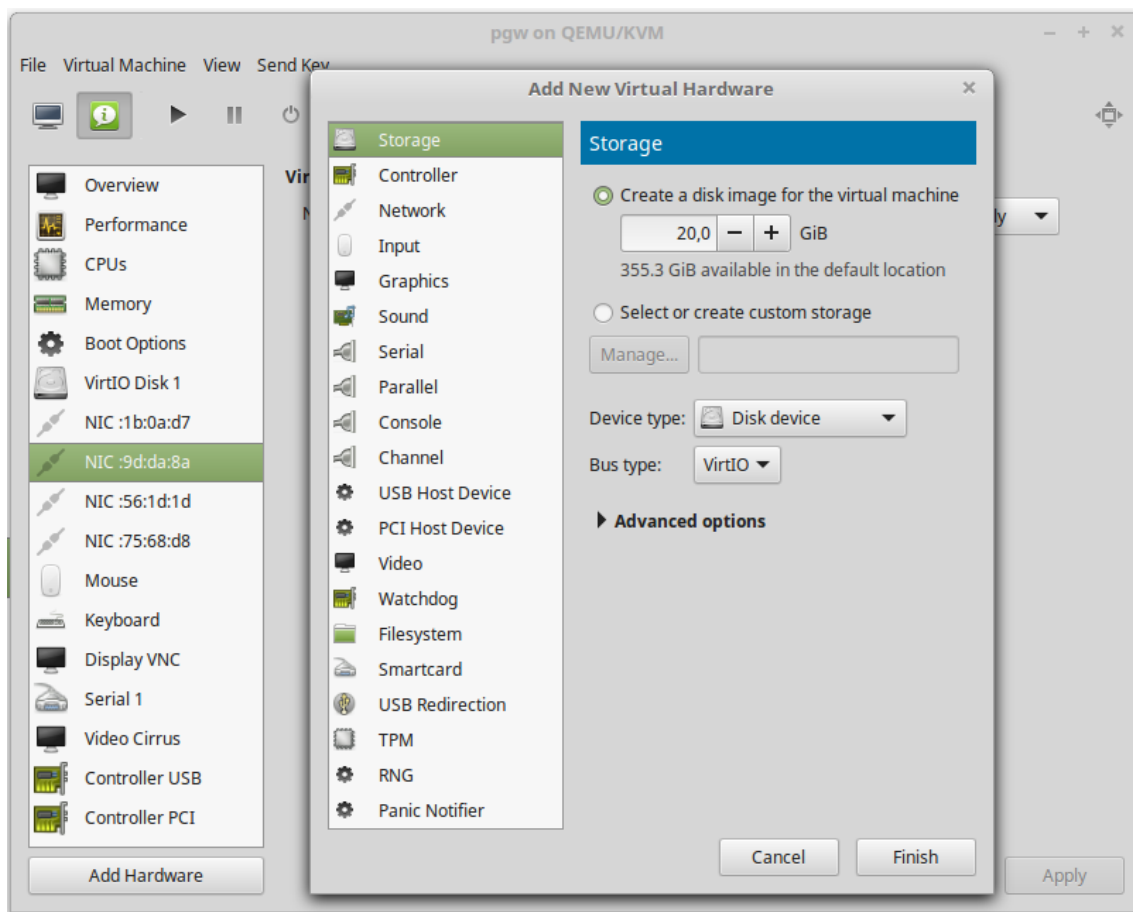 pgw on QEMU/KVM
File Virtual Machine View Send Key
Add New Virtual Hardware
Overview
Performance
CPUs
Memory
Boot Options
VirtIO Disk 1
NIC :1b:0a:d7
NIC :9d:da:8a
NIC :56:1d:1d
NIC :75:68:d8
Mouse
Keyboard
Display VNC
Serial 1
Video Cirrus
Controller USB
Controller PCI
Add Hardware
Vir
N
ly
Storage
Controller
Network
Input
Graphics
Sound
Serial
Parallel
Console
Channel
USB Host Device
PCI Host Device
Video
Watchdog
Filesystem
Smartcard
USB Redirection
TPM
RNG
Panic Notifier
Storage
Create a disk image for the virtual machine
20,0 − + GiB
355.3 GiB available in the default location
Select or create custom storage
Manage...
Device type: Disk device
Bus type: VirtIO
Advanced options
Cancel Finish
Apply